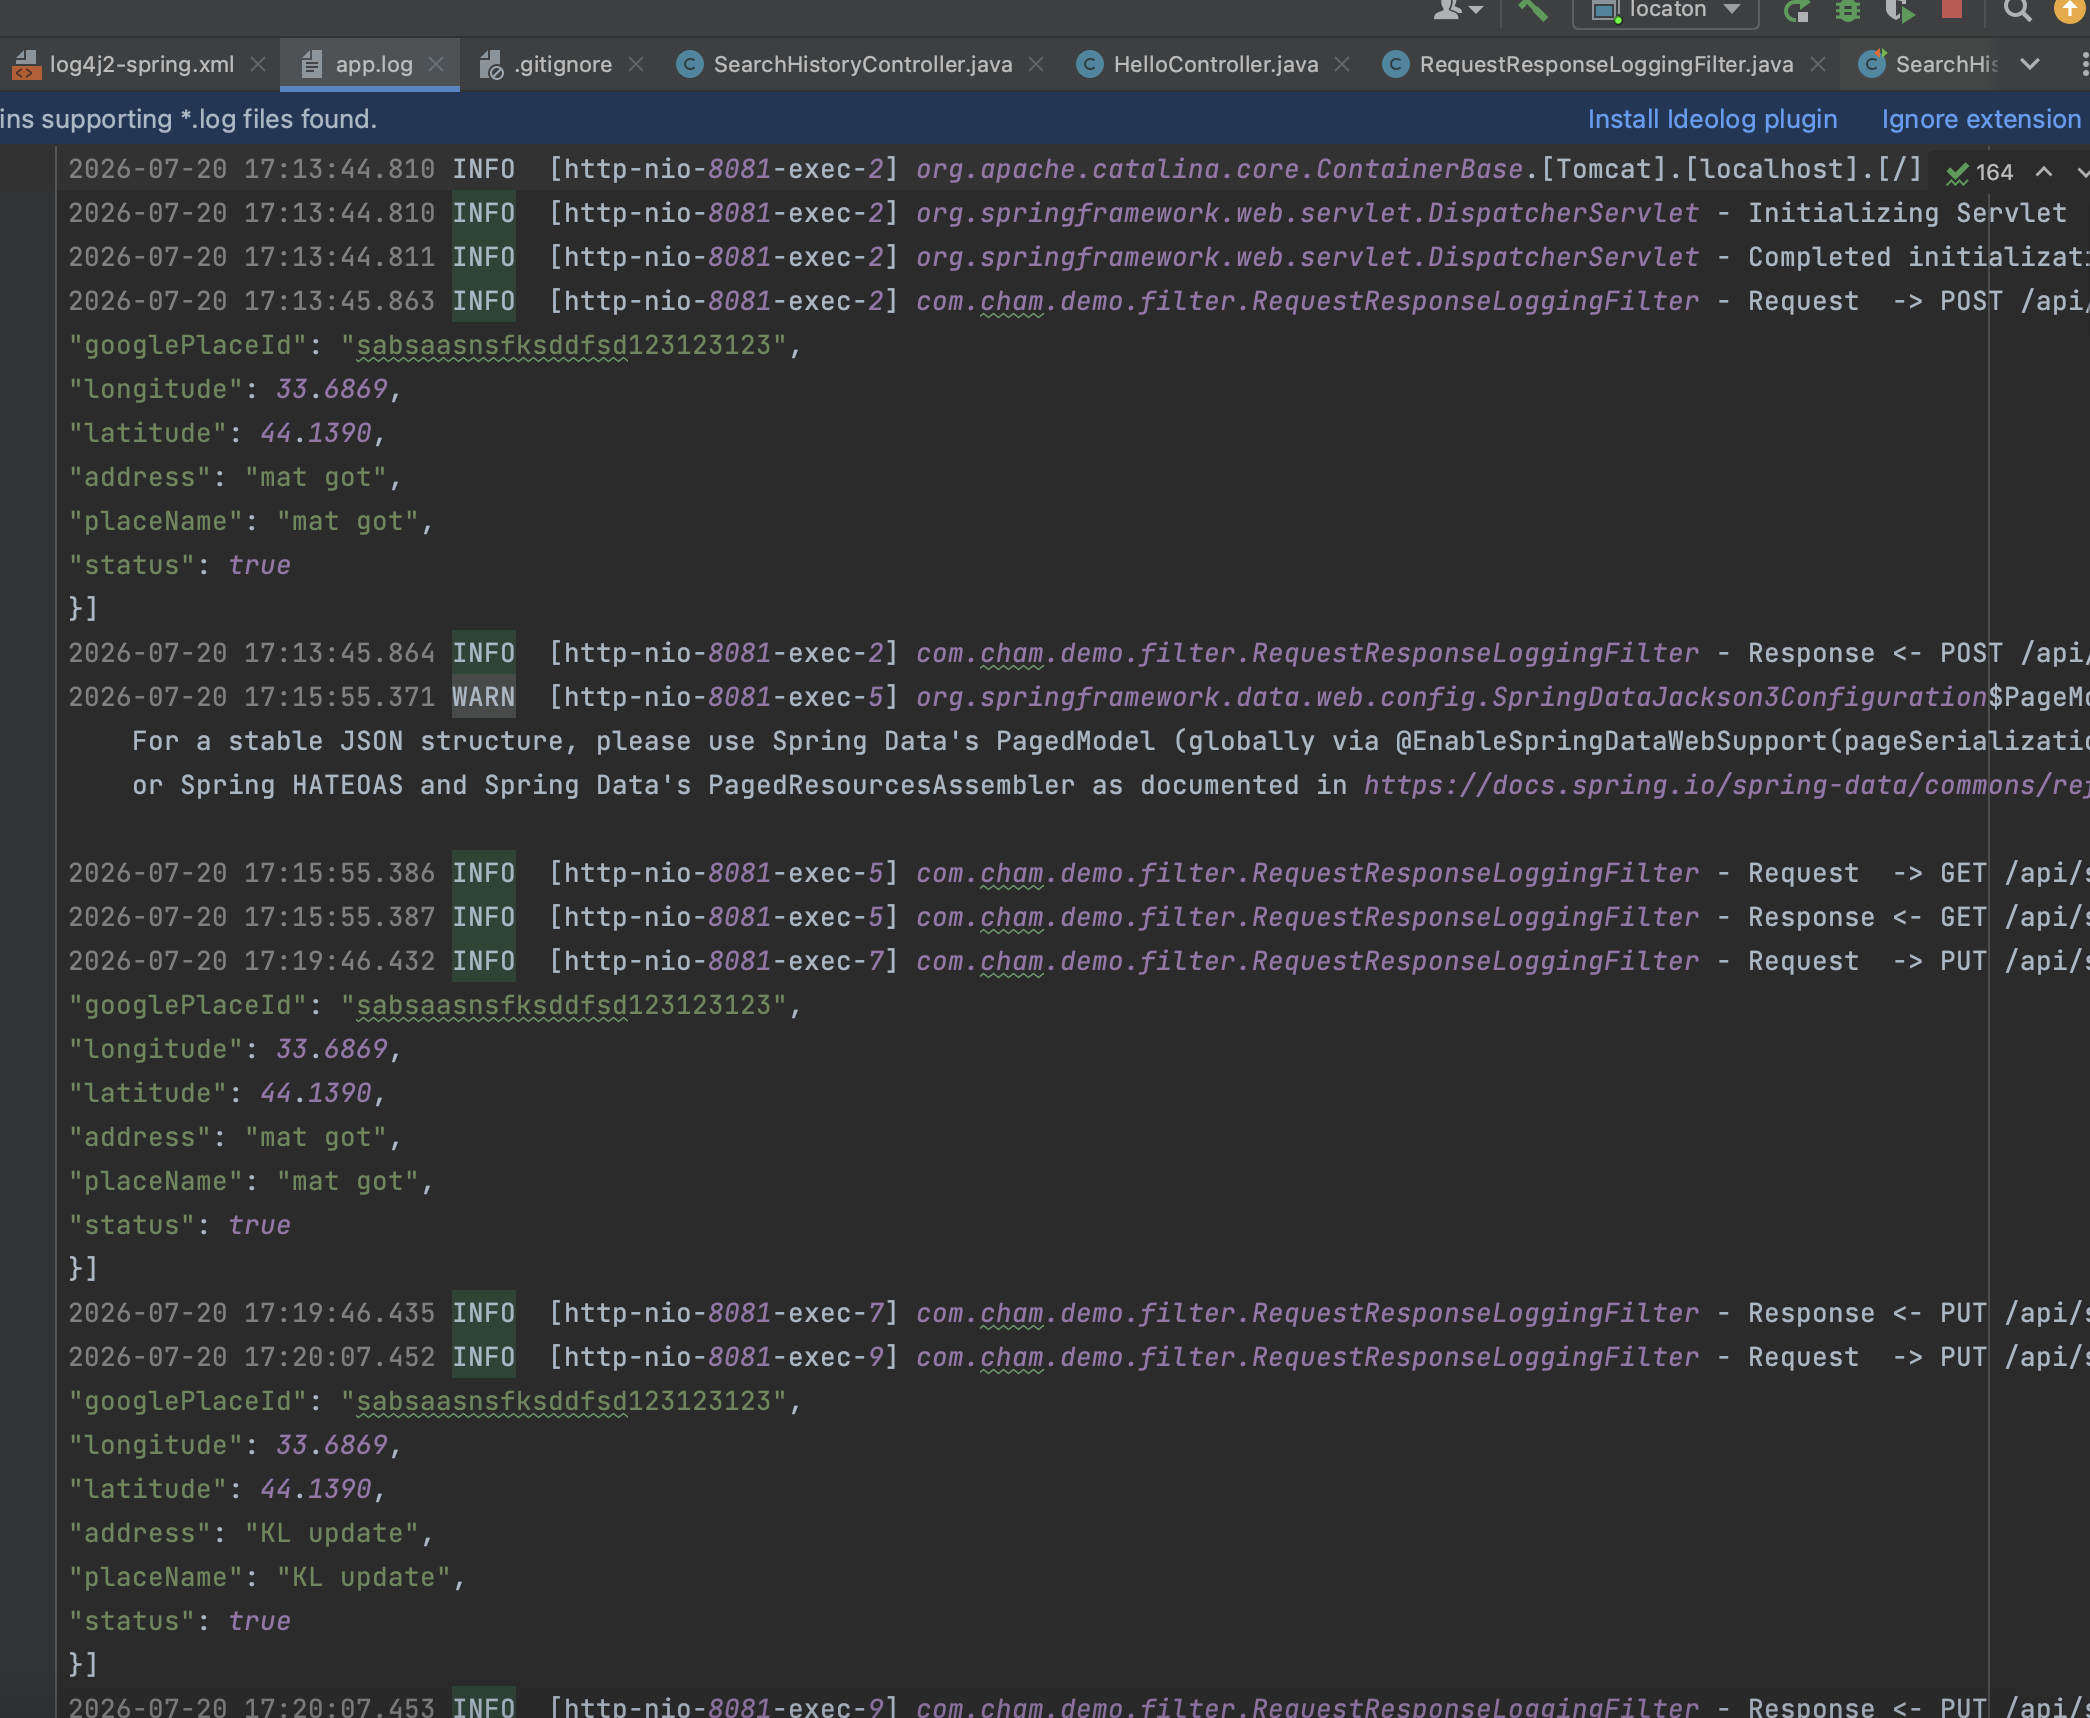 locaton
log4j2-spring.xml app.log .gitignore SearchHistoryController.java HelloController.java RequestResponseLoggingFilter.java SearchHis
ins supporting *.log files found. Install Ideolog plugin Ignore extension
2026-07-20 17:13:44.810 INFO  [http-nio-8081-exec-2] org.apache.catalina.core.ContainerBase.[Tomcat].[localhost].[/] 164
2026-07-20 17:13:44.810 INFO  [http-nio-8081-exec-2] org.springframework.web.servlet.DispatcherServlet - Initializing Servlet
2026-07-20 17:13:44.811 INFO  [http-nio-8081-exec-2] org.springframework.web.servlet.DispatcherServlet - Completed initializati
2026-07-20 17:13:45.863 INFO  [http-nio-8081-exec-2] com.cham.demo.filter.RequestResponseLoggingFilter - Request  -> POST /api/
"googlePlaceId": "sabsaasnsfksddfsd123123123",
"longitude": 33.6869,
"latitude": 44.1390,
"address": "mat got",
"placeName": "mat got",
"status": true
}]
2026-07-20 17:13:45.864 INFO  [http-nio-8081-exec-2] com.cham.demo.filter.RequestResponseLoggingFilter - Response <- POST /api/
2026-07-20 17:15:55.371 WARN  [http-nio-8081-exec-5] org.springframework.data.web.config.SpringDataJackson3Configuration$PageMo
For a stable JSON structure, please use Spring Data's PagedModel (globally via @EnableSpringDataWebSupport(pageSerializatio
or Spring HATEOAS and Spring Data's PagedResourcesAssembler as documented in https://docs.spring.io/spring-data/commons/ref
2026-07-20 17:15:55.386 INFO  [http-nio-8081-exec-5] com.cham.demo.filter.RequestResponseLoggingFilter - Request  -> GET /api/s
2026-07-20 17:15:55.387 INFO  [http-nio-8081-exec-5] com.cham.demo.filter.RequestResponseLoggingFilter - Response <- GET /api/s
2026-07-20 17:19:46.432 INFO  [http-nio-8081-exec-7] com.cham.demo.filter.RequestResponseLoggingFilter - Request  -> PUT /api/s
"googlePlaceId": "sabsaasnsfksddfsd123123123",
"longitude": 33.6869,
"latitude": 44.1390,
"address": "mat got",
"placeName": "mat got",
"status": true
}]
2026-07-20 17:19:46.435 INFO  [http-nio-8081-exec-7] com.cham.demo.filter.RequestResponseLoggingFilter - Response <- PUT /api/s
2026-07-20 17:20:07.452 INFO  [http-nio-8081-exec-9] com.cham.demo.filter.RequestResponseLoggingFilter - Request  -> PUT /api/s
"googlePlaceId": "sabsaasnsfksddfsd123123123",
"longitude": 33.6869,
"latitude": 44.1390,
"address": "KL update",
"placeName": "KL update",
"status": true
}]
2026-07-20 17:20:07.453 INFO  [http-nio-8081-exec-9] com.cham.demo.filter.RequestResponseLoggingFilter - Response <- PUT /api/s